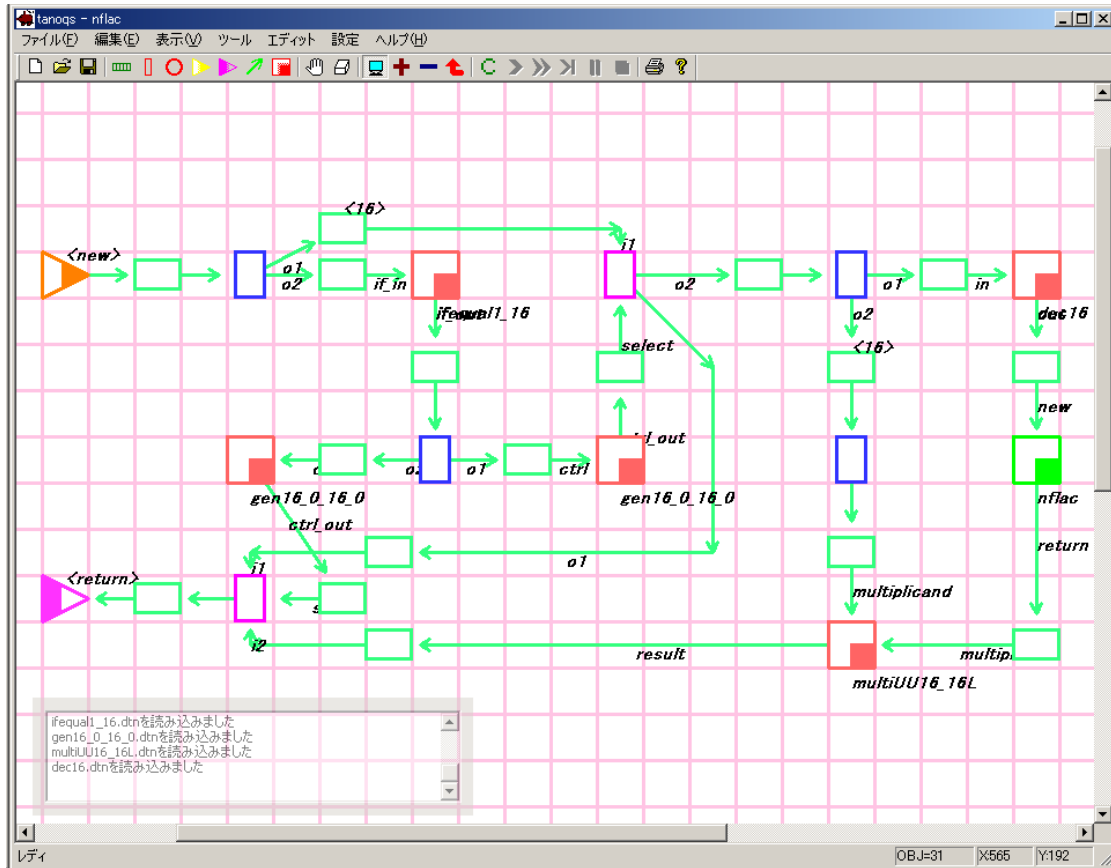 tanoqs - nflac
ファイル(F) 編集(E) 表示(V) ツール エディット 設定 ヘルプ(H)
<16>
<new>
i1
o1
o2
if_in
o2
o1
in
ifequal1_16
dec16
o2
select
<16>
new
o1
ctrl
gen16_0_16_0
gen16_0_16_0
nflac
ctrl_out
return
o1
i1
<return>
multiplicand
i2
result
multiUU16_16L
ifequal1_16.dtnを読み込みました
gen16_0_16_0.dtnを読み込みました
multiUU16_16L.dtnを読み込みました
dec16.dtnを読み込みました
レディ
OBJ=31 X:565 Y:192